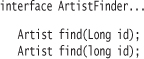 interface ArtistFinder...
Artist find(Long id);
Artist find(long id);